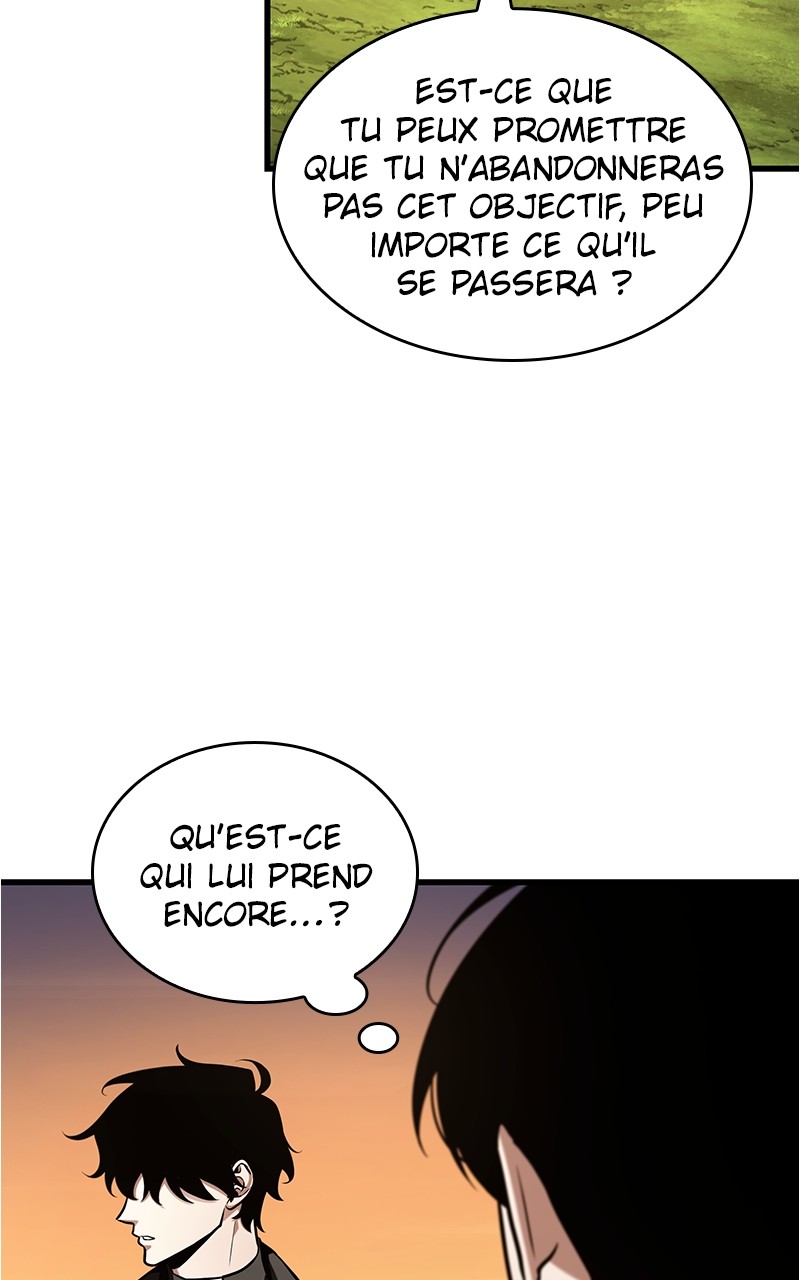 EST-CE QUE
TU PEUX PROMETTRE
QUE TU N'ABANDONNERAS
PAS CET OBJECTIF, PEU
IMPORTE CE QU'IL
SE PASSERA ?
QU'EST-CE
QUI LUI PREND
ENCORE...?